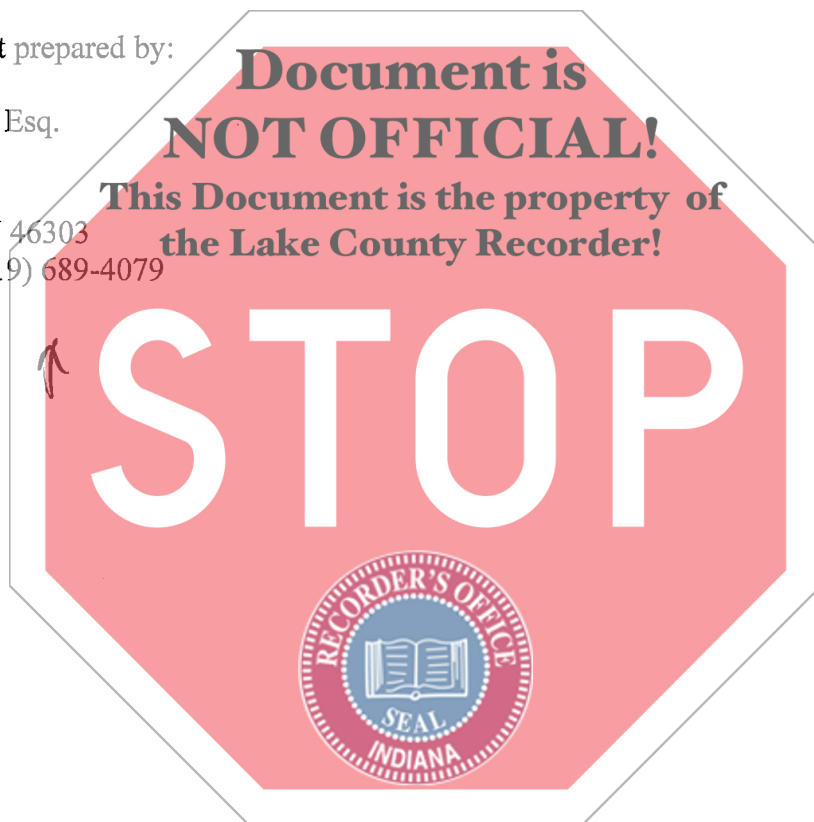 prepared by:
Document is
Esq.
NOT OFFICIAL!
This Document is the property of
46303
the Lake County Recorder!
9) 689-4079
STOP
RECORDER'S OFFICE
SEAL
INDIANA